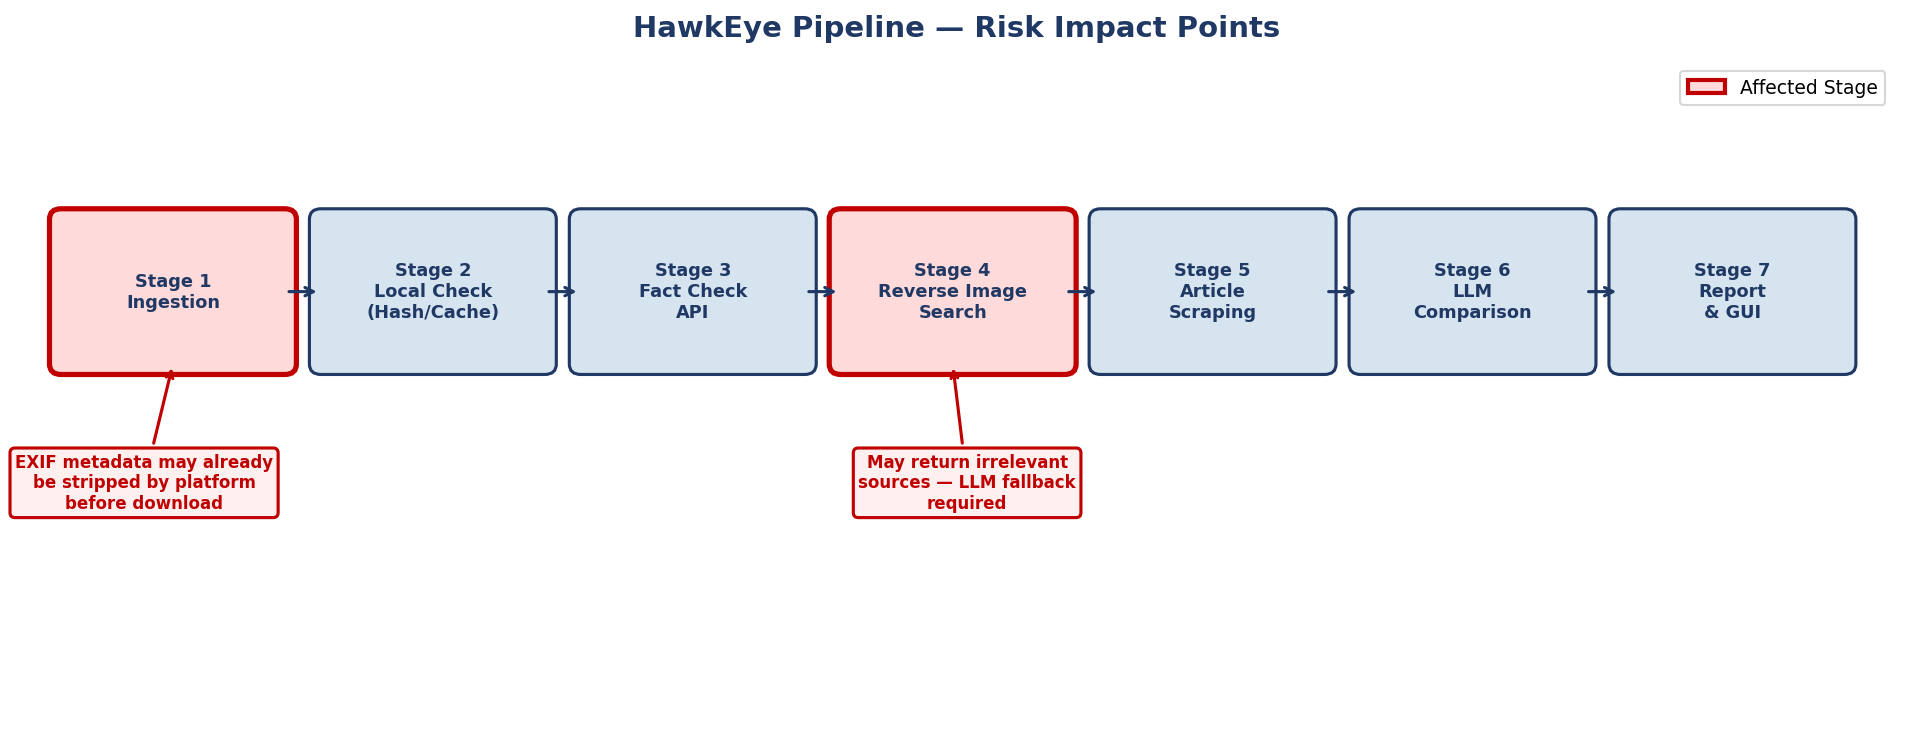 HawkEye Pipeline — Risk Impact Points
Affected Stage
Stage 1
Ingestion
Stage 2
Local Check
(Hash/Cache)
Stage 3
Fact Check
API
Stage 4
Reverse Image
Search
Stage 5
Article
Scraping
Stage 6
LLM
Comparison
Stage 7
Report
& GUI
EXIF metadata may already
be stripped by platform
before download
May return irrelevant
sources — LLM fallback
required